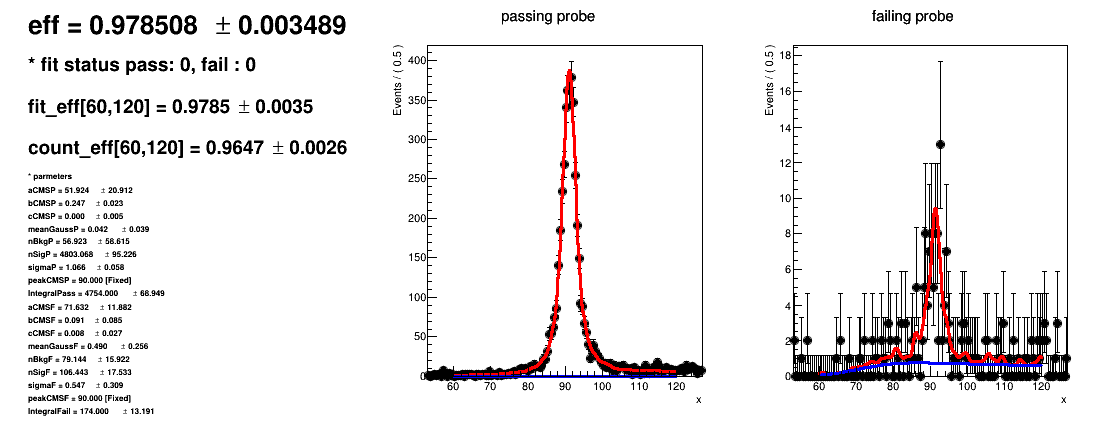 eff = 0.978508 ± 0.003489
* fit status pass: 0, fail : 0
fit_eff[60,120] = 0.9785 ± 0.0035
count_eff[60,120] = 0.9647 ± 0.0026
* parmeters
aCMSP = 51.924 ± 20.912
bCMSP = 0.247 ± 0.023
cCMSP = 0.000 ± 0.005
meanGaussP = 0.042 ± 0.039
nBkgP = 56.923 ± 58.615
nSigP = 4803.068 ± 95.226
sigmaP = 1.066 ± 0.058
peakCMSP = 90.000 [Fixed]
IntegralPass = 4754.000 ± 68.949
aCMSF = 71.632 ± 11.882
bCMSF = 0.091 ± 0.085
cCMSF = 0.008 ± 0.027
meanGaussF = 0.490 ± 0.256
nBkgF = 79.144 ± 15.922
nSigF = 106.443 ± 17.533
sigmaF = 0.547 ± 0.309
peakCMSF = 90.000 [Fixed]
IntegralFail = 174.000 ± 13.191
passing probe
Events / ( 0.5 )
400
350
300
250
200
150
100
50
0
60 70 80 90 100 110 120
x
failing probe
Events / ( 0.5 )
18
16
14
12
10
8
6
4
2
0
60 70 80 90 100 110 120
x